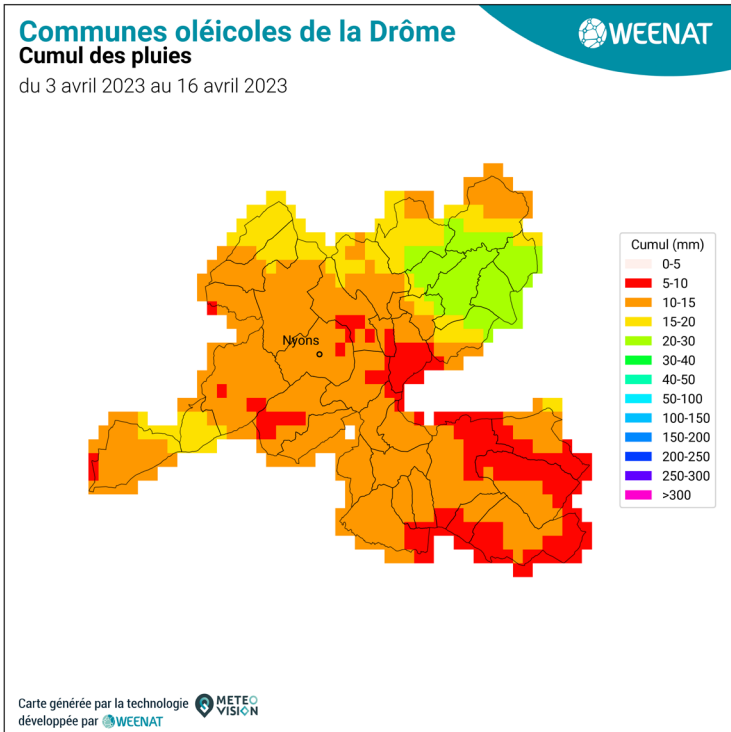 Communes oléicoles de la Drôme
Cumul des pluies
du 3 avril 2023 au 16 avril 2023
WEENAT
Nyons
Cumul (mm)
0-5
5-10
10-15
15-20
20-30
30-40
40-50
50-100
100-150
150-200
200-250
250-300
>300
Carte générée par la technologie METEO VISION
développée par WEENAT